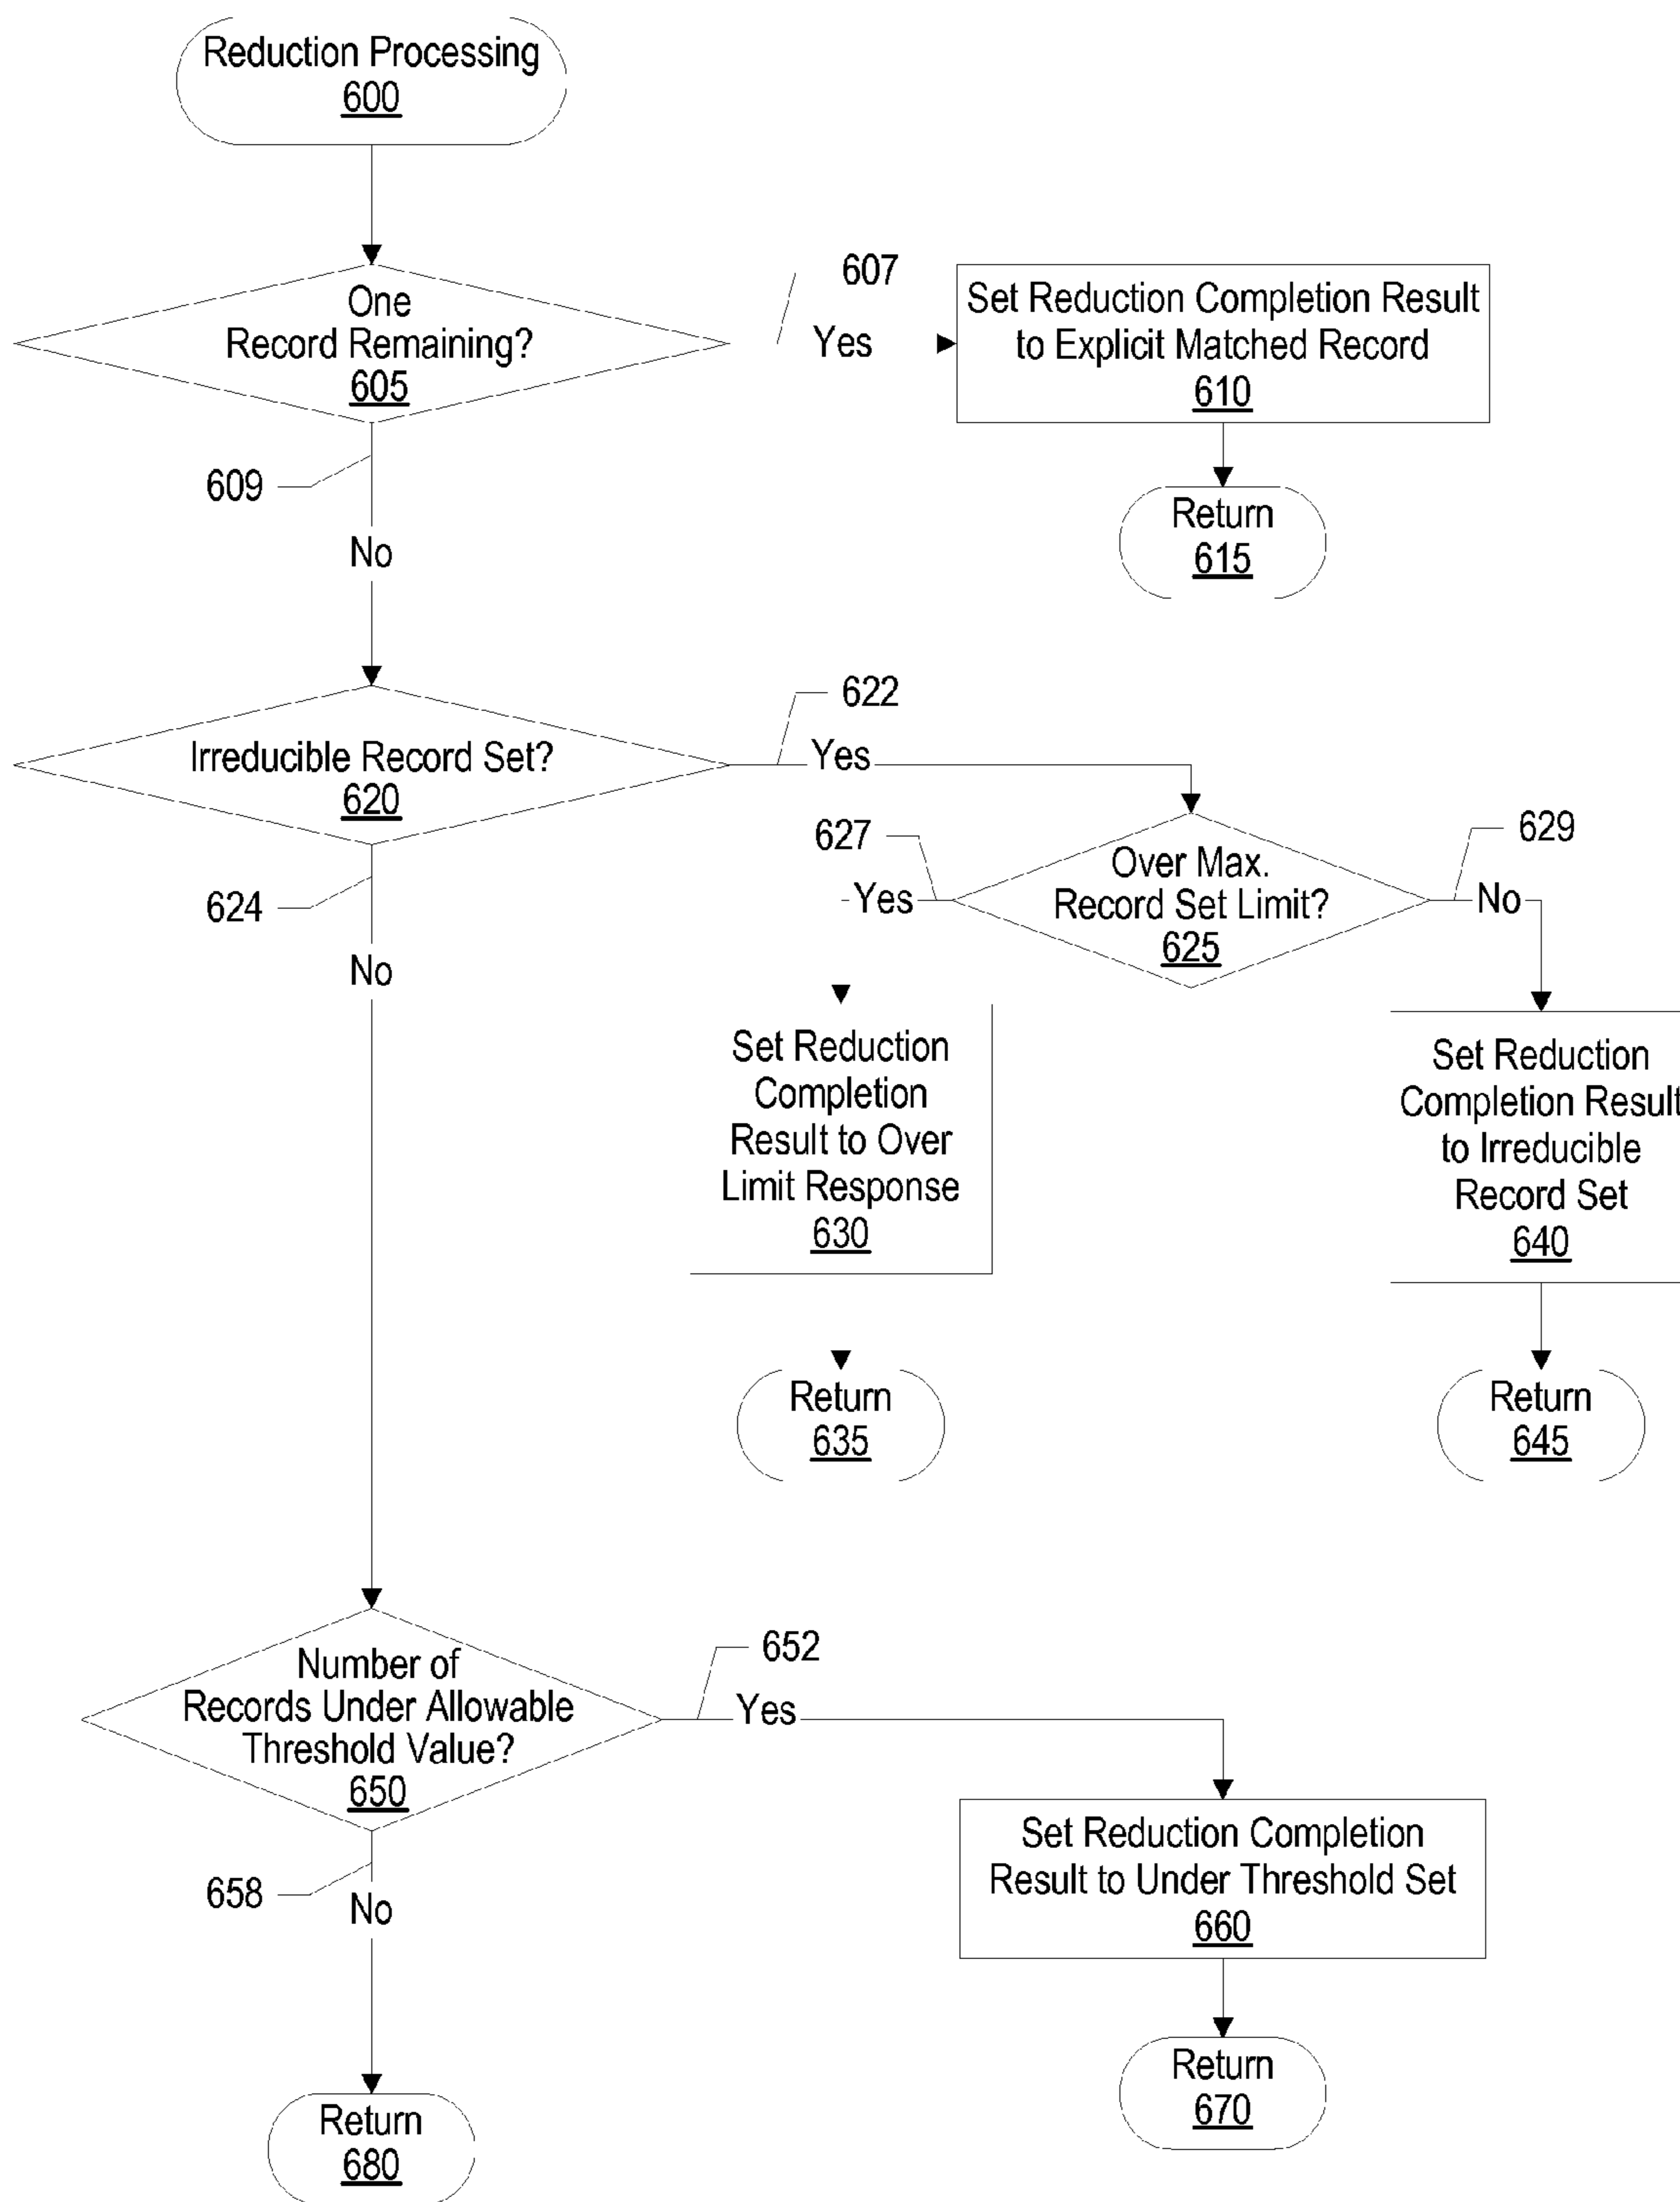 Reduction Processing
600
One
Record Remaining?
605
607
Yes
Set Reduction Completion Result
to Explicit Matched Record
610
Return
615
609
No
Irreducible Record Set?
620
622
Yes
624
No
Over Max.
Record Set Limit?
625
627
Yes
629
No
Set Reduction
Completion
Result to Over
Limit Response
630
Return
635
Set Reduction
Completion Result
to Irreducible
Record Set
640
Return
645
Number of
Records Under Allowable
Threshold Value?
650
652
Yes
Set Reduction Completion
Result to Under Threshold Set
660
Return
670
658
No
Return
680